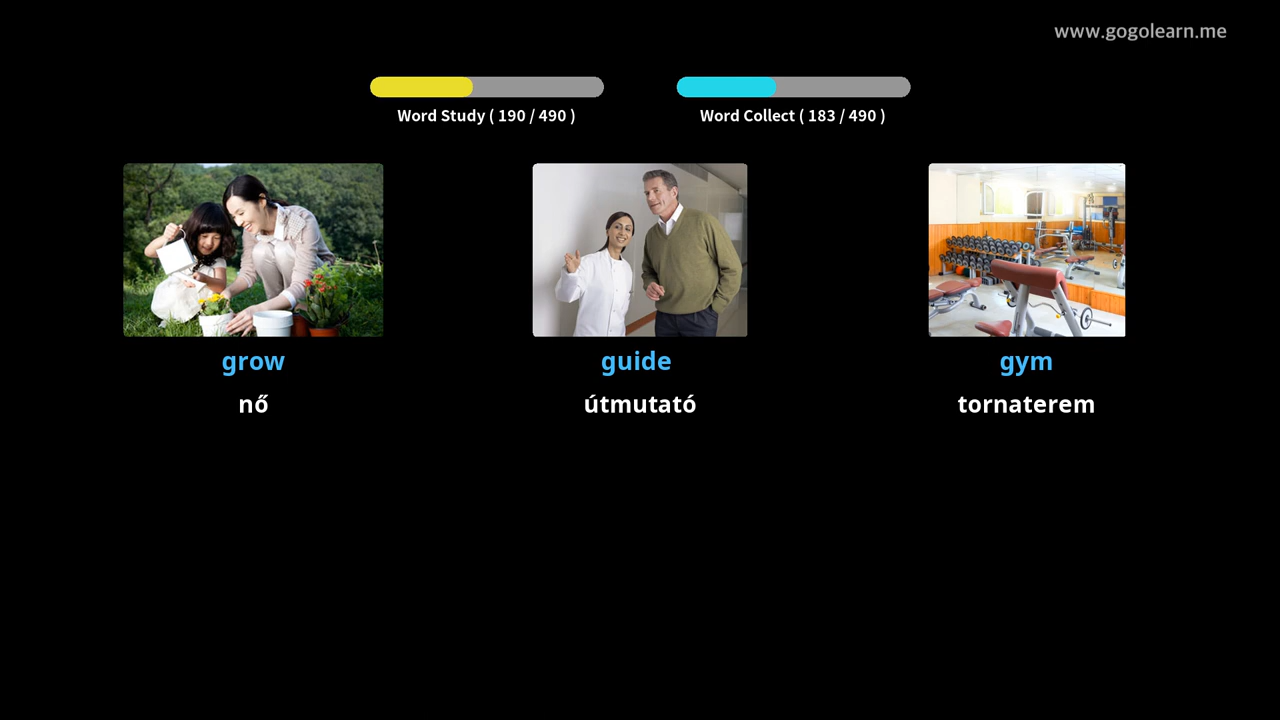 www.gogolearn.me
Word Study ( 190 / 490 )
Word Collect ( 183 / 490 )
grow
guide
gym
nő
útmutató
tornaterem